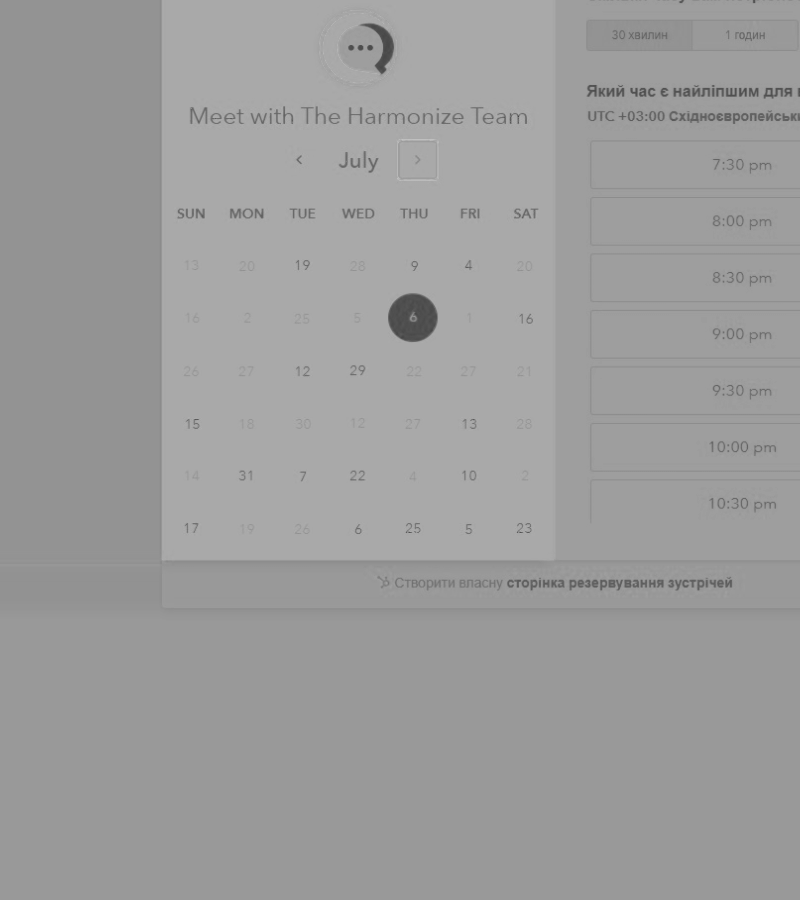 30 хвилин 1 годин
Який час є найліпшим для
UTC +03:00
Meet with The Harmonize Team
July
SUN MON TUE WED THU FRI SAT
13 20 19 28 9 4 20
16 2 25 5 6 1 16
26 27 12 29 22 27 21
15 18 30 12 27 13 28
14 31 7 22 4 10 2
17 19 26 6 25 5 23
7:30 pm
8:00 pm
8:30 pm
9:00 pm
9:30 pm
10:00 pm
10:30 pm
Створити власну сторінка резервування зустрічей